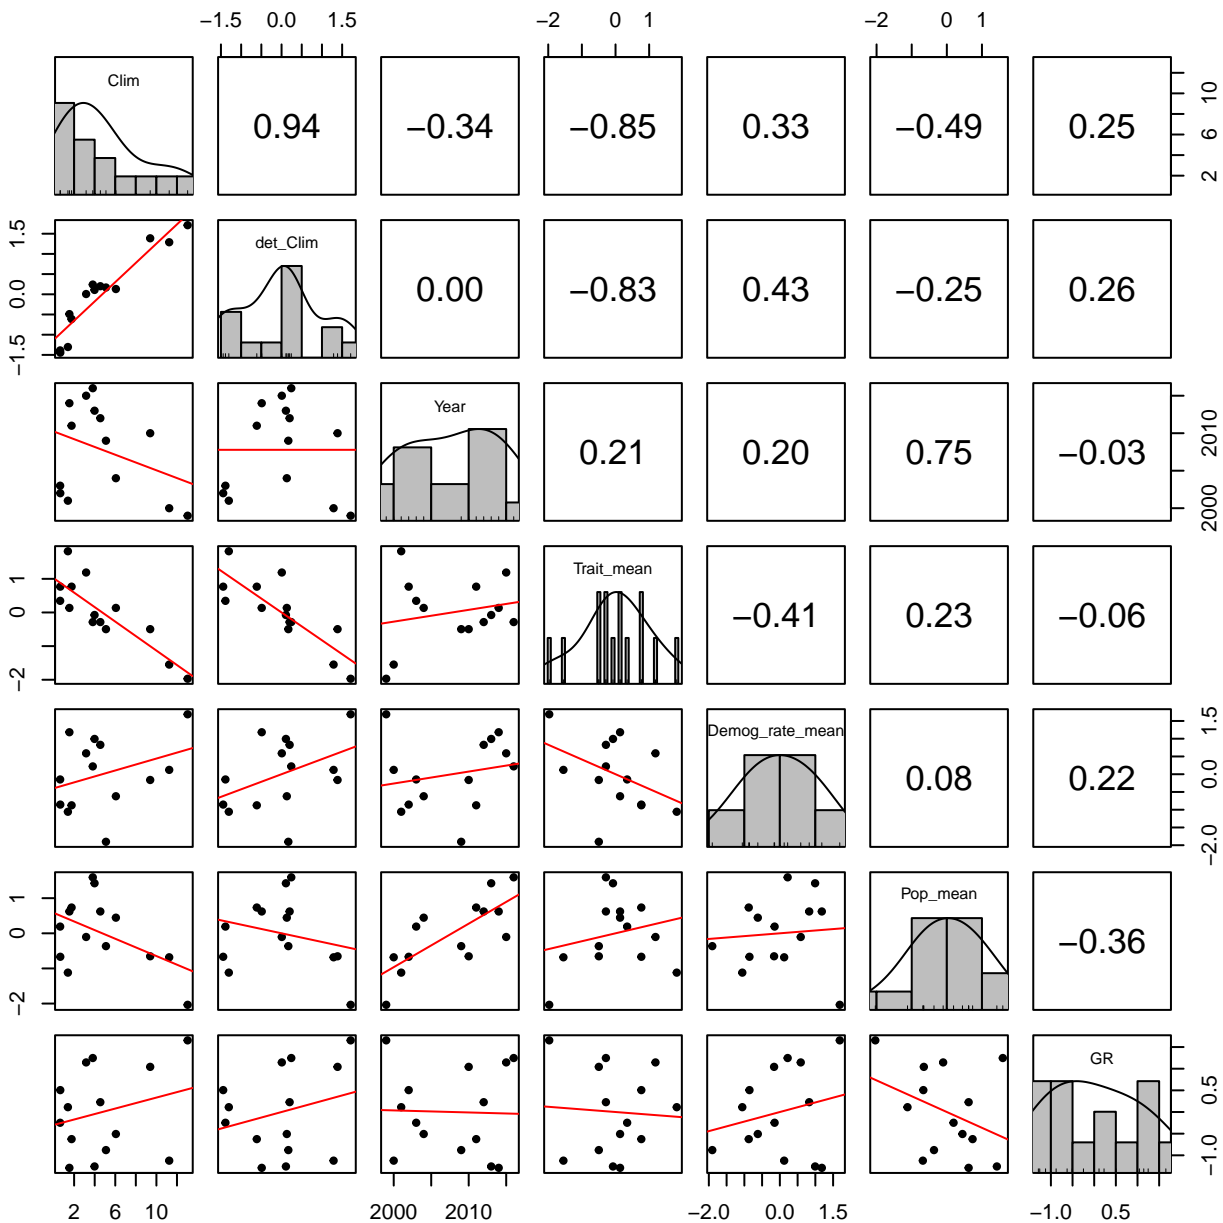 −1.5 0.0 1.5 −2 0 1 −2 0 1
Clim
0.94 −0.34 −0.85 0.33 −0.49 0.25
2 6 10
−1.5 0.0 1.5
det_Clim
0.00 −0.83 0.43 −0.25 0.26
Year
0.21 0.20 0.75 −0.03
2000 2010
−2 0 1
Trait_mean
−0.41 0.23 −0.06
Demog_rate_mean
0.08 0.22
−2.0 0.0 1.5
−2 0 1
Pop_mean
−0.36
GR
−1.0 0.5
2 6 10 2000 2010 −2.0 0.0 1.5 −1.0 0.5